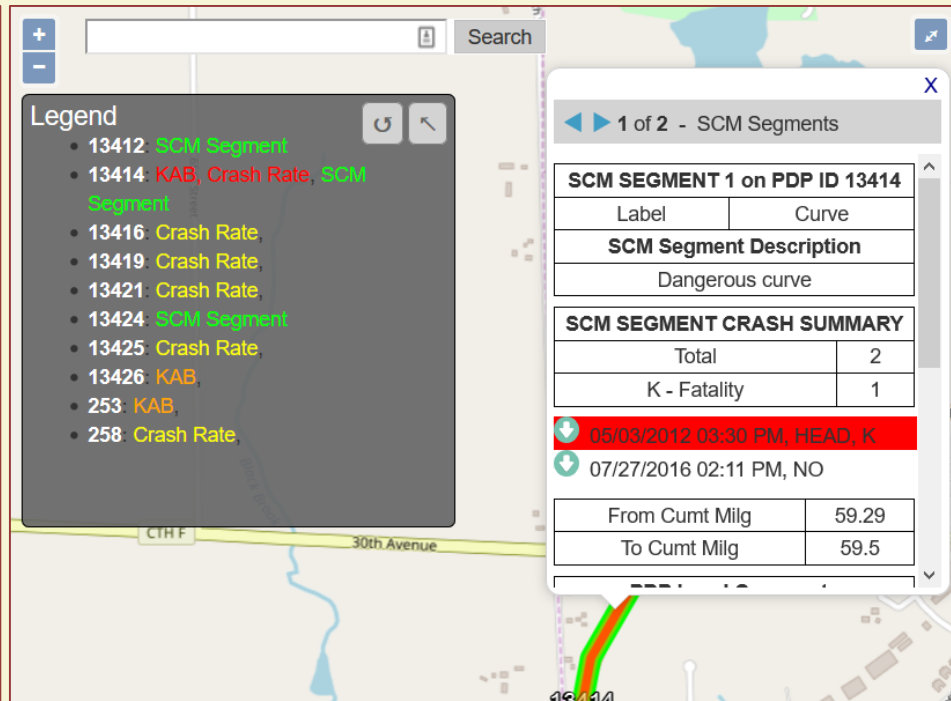 +
Search
−
X
Legend
1 of 2 - SCM Segments
13412: SCM Segment
13414: KAB, Crash Rate, SCM
Segment
13416: Crash Rate,
13419: Crash Rate,
13421: Crash Rate,
13424: SCM Segment
13425: Crash Rate,
13426: KAB,
253: KAB,
258: Crash Rate,
SCM SEGMENT 1 on PDP ID 13414
Label Curve
SCM Segment Description
Dangerous curve
SCM SEGMENT CRASH SUMMARY
Total 2
K - Fatality 1
05/03/2012 03:30 PM, HEAD, K
07/27/2016 02:11 PM, NO
From Cumt Milg 59.29
To Cumt Milg 59.5
CTH F
30th Avenue
13414